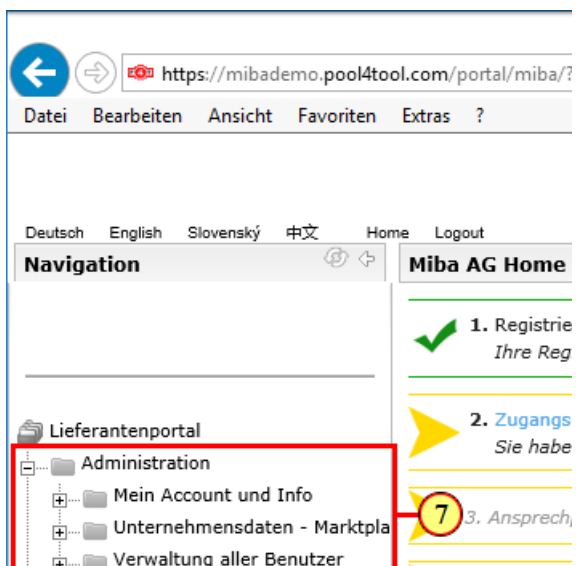 https://mibademo.pool4tool.com/portal/miba/?
Datei Bearbeiten Ansicht Favoriten Extras ?
Deutsch English Slovenský 中文 Home Logout
Navigation
Miba AG Home
1. Registrie
Ihre Reg
2. Zugangs
Sie habe
Lieferantenportal
Administration
Mein Account und Info
Unternehmensdaten - Marktpla
7
3. Ansprech
Verwaltung aller Benutzer